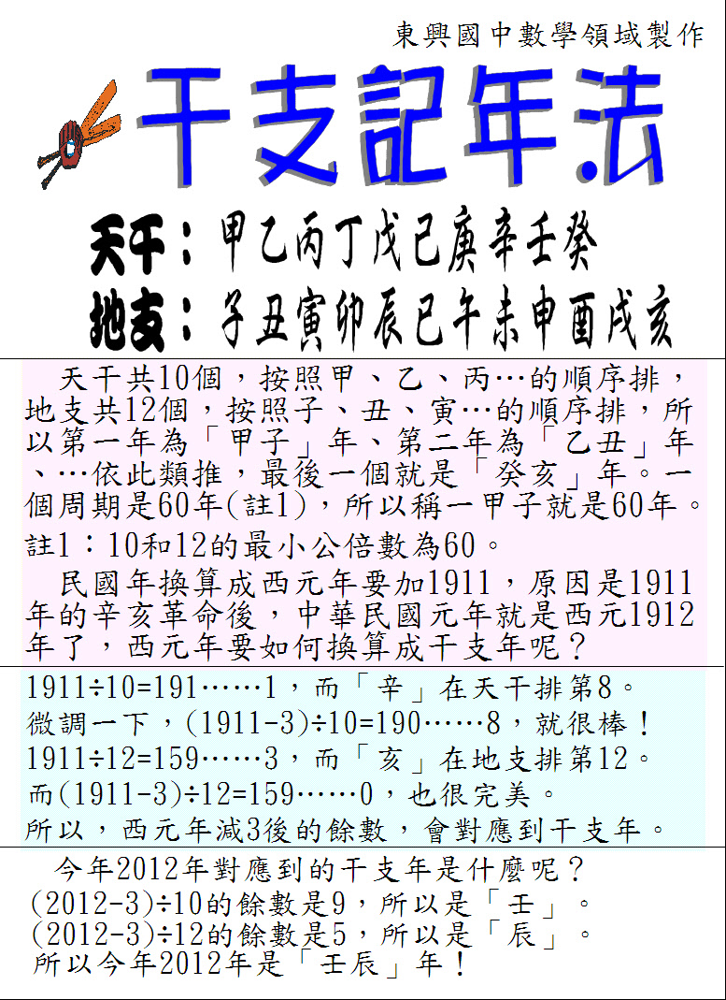 東興國中數學領域製作
干支記年法
天干：甲乙丙丁戊己庚辛壬癸
地支：子丑寅卯辰巳午未申酉戌亥
天干共10個，按照甲、乙、丙…的順序排，
地支共12個，按照子、丑、寅…的順序排，所
以第一年為「甲子」年、第二年為「乙丑」年
、…依此類推，最後一個就是「癸亥」年。一
個周期是60年(註1)，所以稱一甲子就是60年。
註1：10和12的最小公倍數為60。
民國年換算成西元年要加1911，原因是1911
年的辛亥革命後，中華民國元年就是西元1912
年了，西元年要如何換算成干支年呢？
1911÷10=191……1，而「辛」在天干排第8。
微調一下，(1911-3)÷10=190……8，就很棒！
1911÷12=159……3，而「亥」在地支排第12。
而(1911-3)÷12=159……0，也很完美。
所以，西元年減3後的餘數，會對應到干支年。
今年2012年對應到的干支年是什麼呢？
(2012-3)÷10的餘數是9，所以是「壬」。
(2012-3)÷12的餘數是5，所以是「辰」。
所以今年2012年是「壬辰」年！